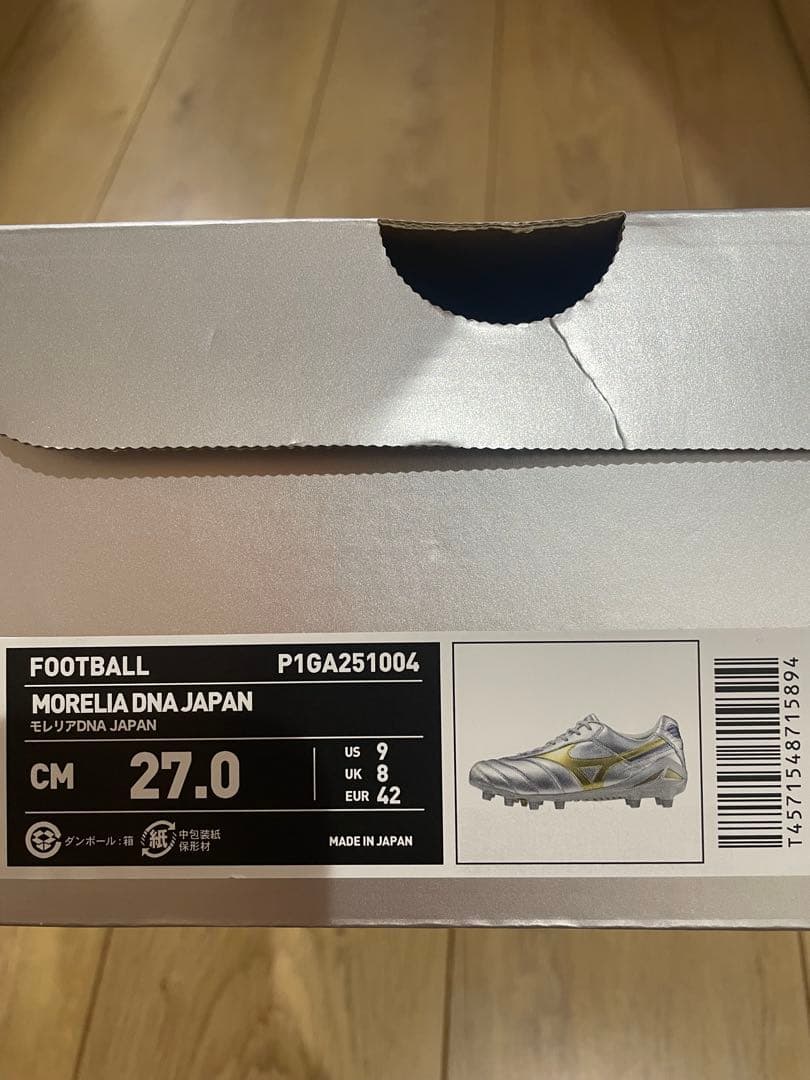 FOOTBALL P1GA251004
MORELIA DNA JAPAN
モレリアDNA JAPAN
CM 27.0
US 9
UK 8
EUR 42
ダンボール:箱
紙 中包装紙
保形材
MADE IN JAPAN
T4571548715894